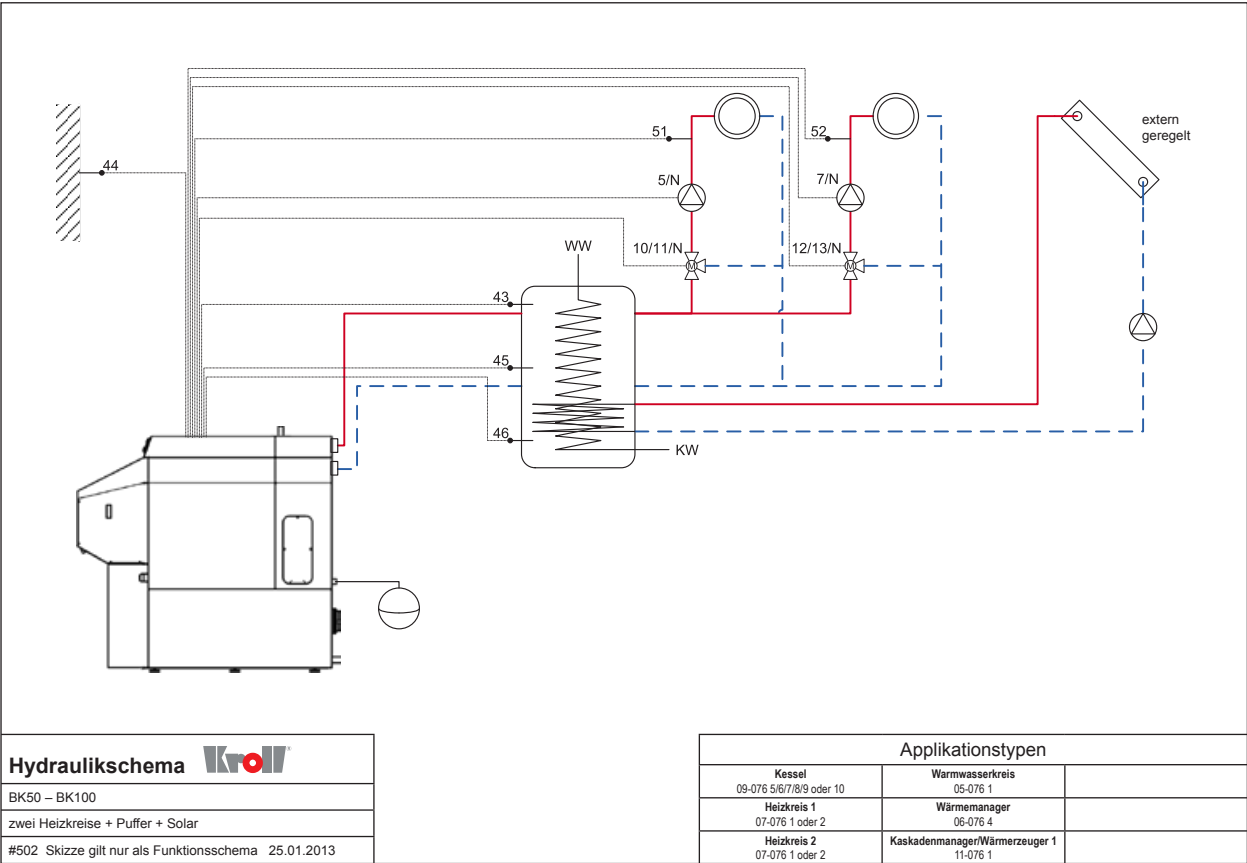 51
52
extern
geregelt
44
5/N
7/N
WW
10/11/N
M
12/13/N
M
43
45
46
KW
Hydraulikschema Kroll
BK50 – BK100
zwei Heizkreise + Puffer + Solar
#502 Skizze gilt nur als Funktionsschema 25.01.2013
Applikationstypen
Kessel
09-076 5/6/7/8/9 oder 10
Warmwasserkreis
05-076 1
Heizkreis 1
07-076 1 oder 2
Wärmemanager
06-076 4
Heizkreis 2
07-076 1 oder 2
Kaskadenmanager/Wärmerzeuger 1
11-076 1